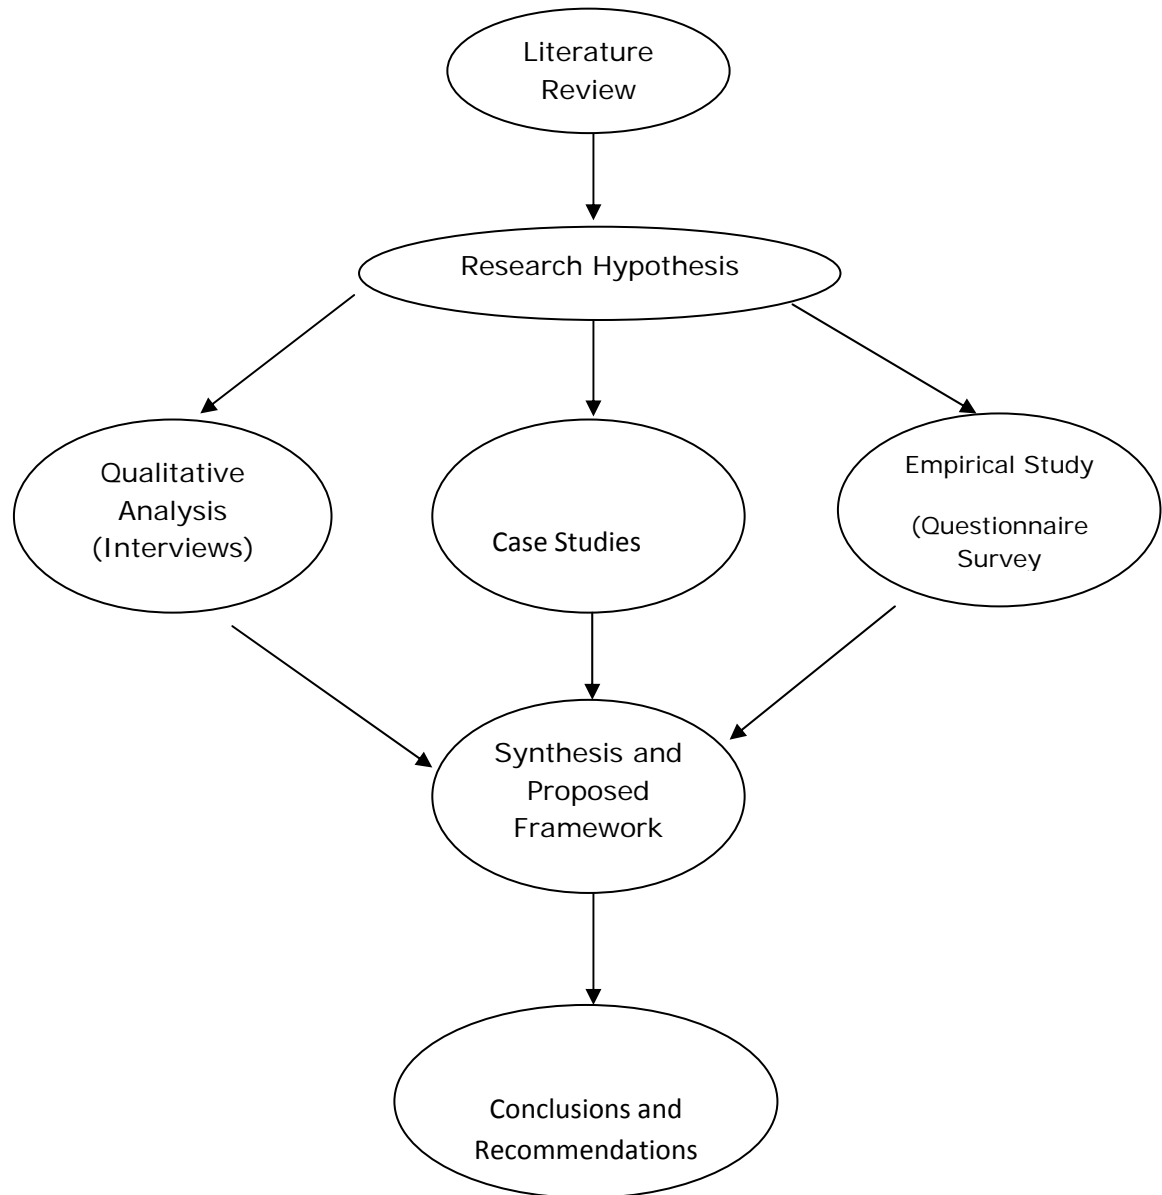 Literature
Review
Research Hypothesis
Qualitative
Analysis
(Interviews)
Case Studies
Empirical Study
(Questionnaire
Survey
Synthesis and
Proposed
Framework
Conclusions and
Recommendations